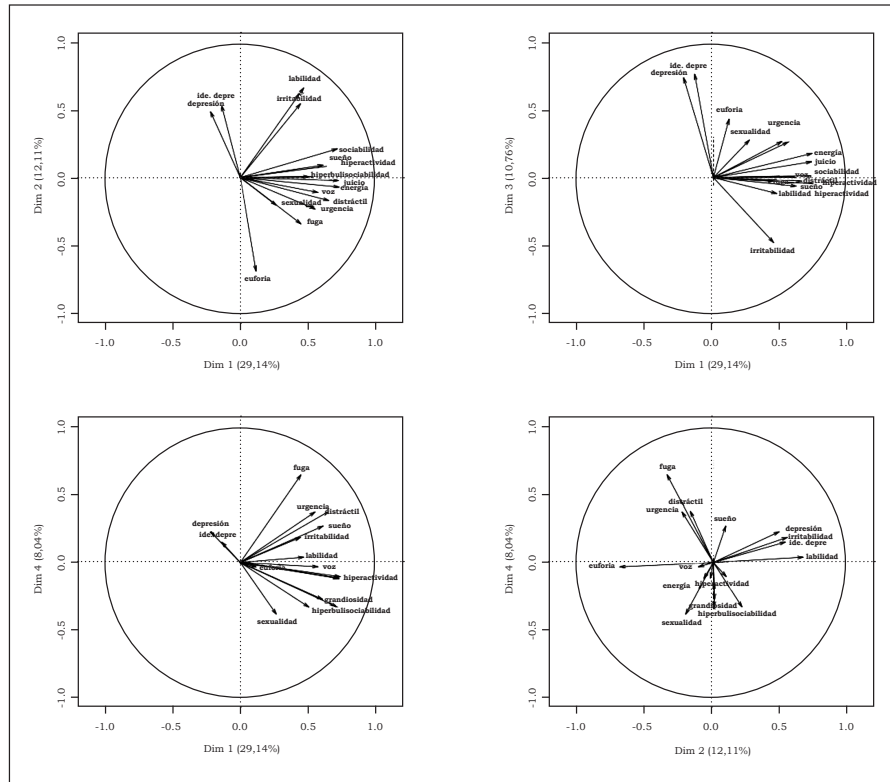 1.0
0.5
0.0
-0.5
-1.0
Dim 2 (12,11%)
labilidad
ide. depre
irritabilidad
depresión
sociabilidad
sueño
hiperactividad
hiperbulisociabilidad
juicio
energía
voz
sexualidad
distráctil
urgencia
fuga
euforia
-1.0 -0.5 0.0 0.5 1.0
Dim 1 (29,14%)
1.0
0.5
0.0
-0.5
-1.0
Dim 3 (10,76%)
ide. depre
depresión
euforia
urgencia
sexualidad
energía
juicio
sociabilidad
voz
distráctil
hiperactividad
sueño
labilidad hiperactividad
irritabilidad
-1.0 -0.5 0.0 0.5 1.0
Dim 1 (29,14%)
1.0
0.5
0.0
-0.5
-1.0
Dim 4 (8,04%)
fuga
urgencia
distráctil
depresión
sueño
ide. depre
irritabilidad
labilidad
euforia
voz
hiperactividad
grandiosidad
hiperbulisociabilidad
sexualidad
-1.0 -0.5 0.0 0.5 1.0
Dim 1 (29,14%)
1.0
0.5
0.0
-0.5
-1.0
Dim 4 (8,04%)
fuga
distráctil
urgencia
sueño
depresión
irritabilidad
ide. depre
labilidad
euforia
voz
energía
hiperactividad
grandiosidad
hiperbulisociabilidad
sexualidad
-1.0 -0.5 0.0 0.5 1.0
Dim 2 (12,11%)